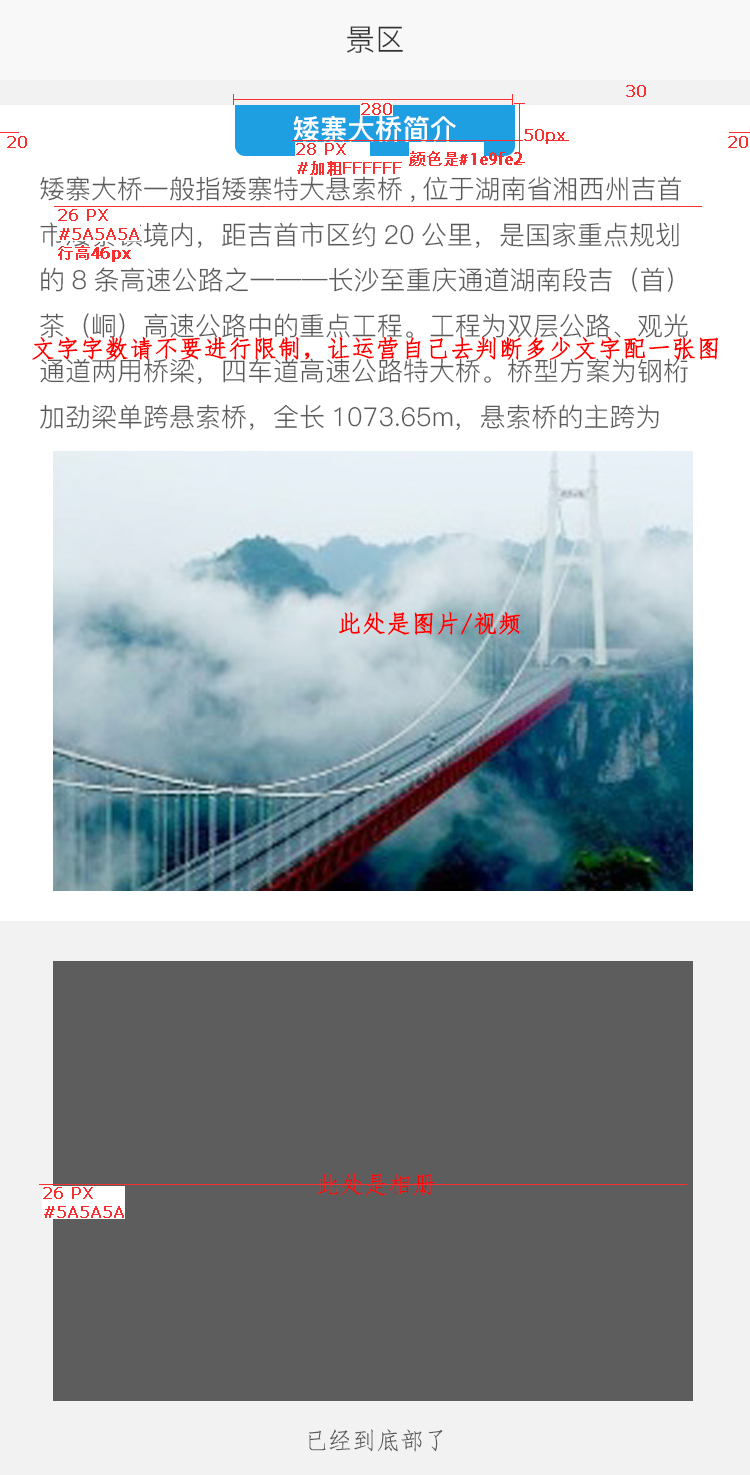 景区
30
280
矮寨大桥简介
50px
20
20
28 PX
#加粗FFFFFF
颜色是#1e9fe2
矮寨大桥一般指矮寨特大悬索桥 , 位于湖南省湘西州吉首
26 PX
#5A5A5A
行高46px
市矮寨镇境内，距吉首市区约 20 公里，是国家重点规划
的 8 条高速公路之一———长沙至重庆通道湖南段吉（首）
茶（峒）高速公路中的重点工程。工程为双层公路、观光
文字字数请不要进行限制，让运营自己去判断多少文字配一张图
通道两用桥梁，四车道高速公路特大桥。桥型方案为钢桁
加劲梁单跨悬索桥，全长 1073.65m，悬索桥的主跨为
此处是图片/视频
此处是相册
26 PX
#5A5A5A
已经到底部了